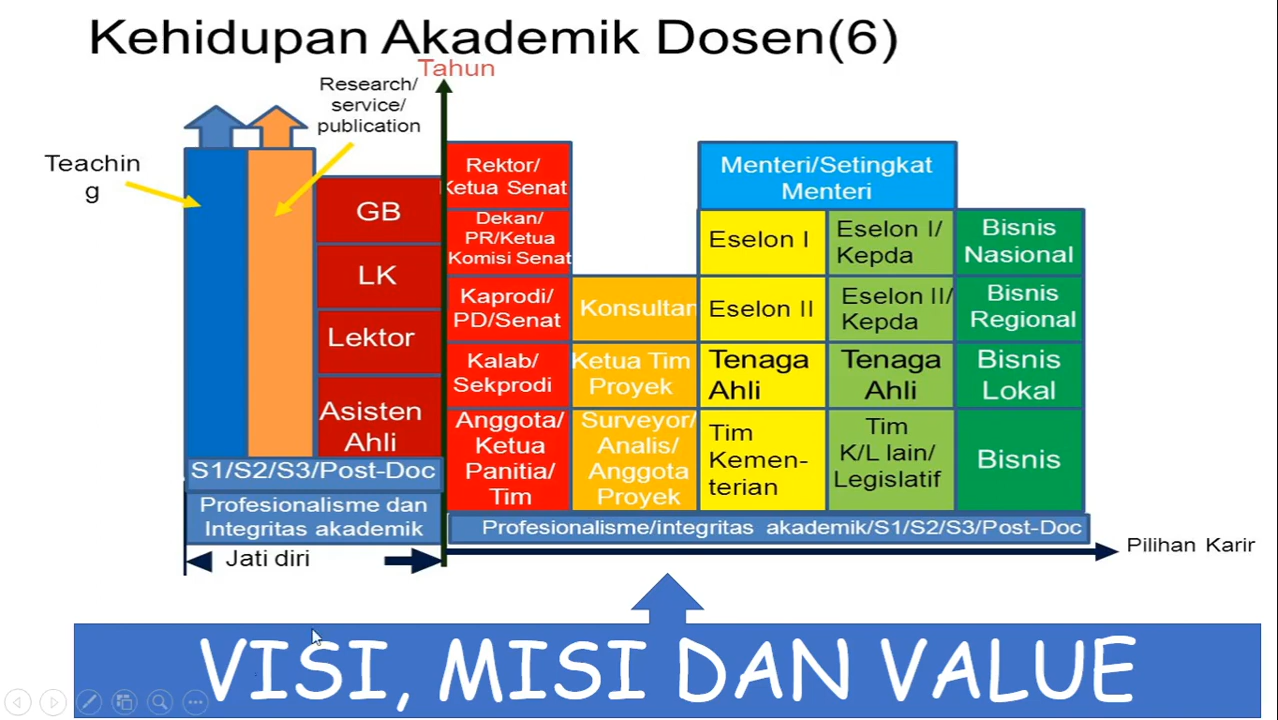 Kehidupan Akademik Dosen(6)
Tahun
Research/
service/
publication
Teachin
g
GB
LK
Lektor
Asisten
Ahli
S1/S2/S3/Post-Doc
Profesionalisme dan
Integritas akademik
Jati diri
Rektor/
Ketua Senat
Dekan/
PR/Ketua
Komisi Senat
Kaprodi/
PD/Senat
Kalab/
Sekprodi
Anggota/
Ketua
Panitia/
Tim
Konsultan
Ketua Tim
Proyek
Surveyor/
Analis/
Anggota
Proyek
Menteri/Setingkat
Menteri
Eselon I
Eselon II
Tenaga
Ahli
Tim
Kemen-
terian
Eselon I/
Kepda
Eselon II/
Kepda
Tenaga
Ahli
Tim
K/L lain/
Legislatif
Bisnis
Nasional
Bisnis
Regional
Bisnis
Lokal
Bisnis
Profesionalisme/integritas akademik/S1/S2/S3/Post-Doc
Pilihan Karir
VISI, MISI DAN VALUE